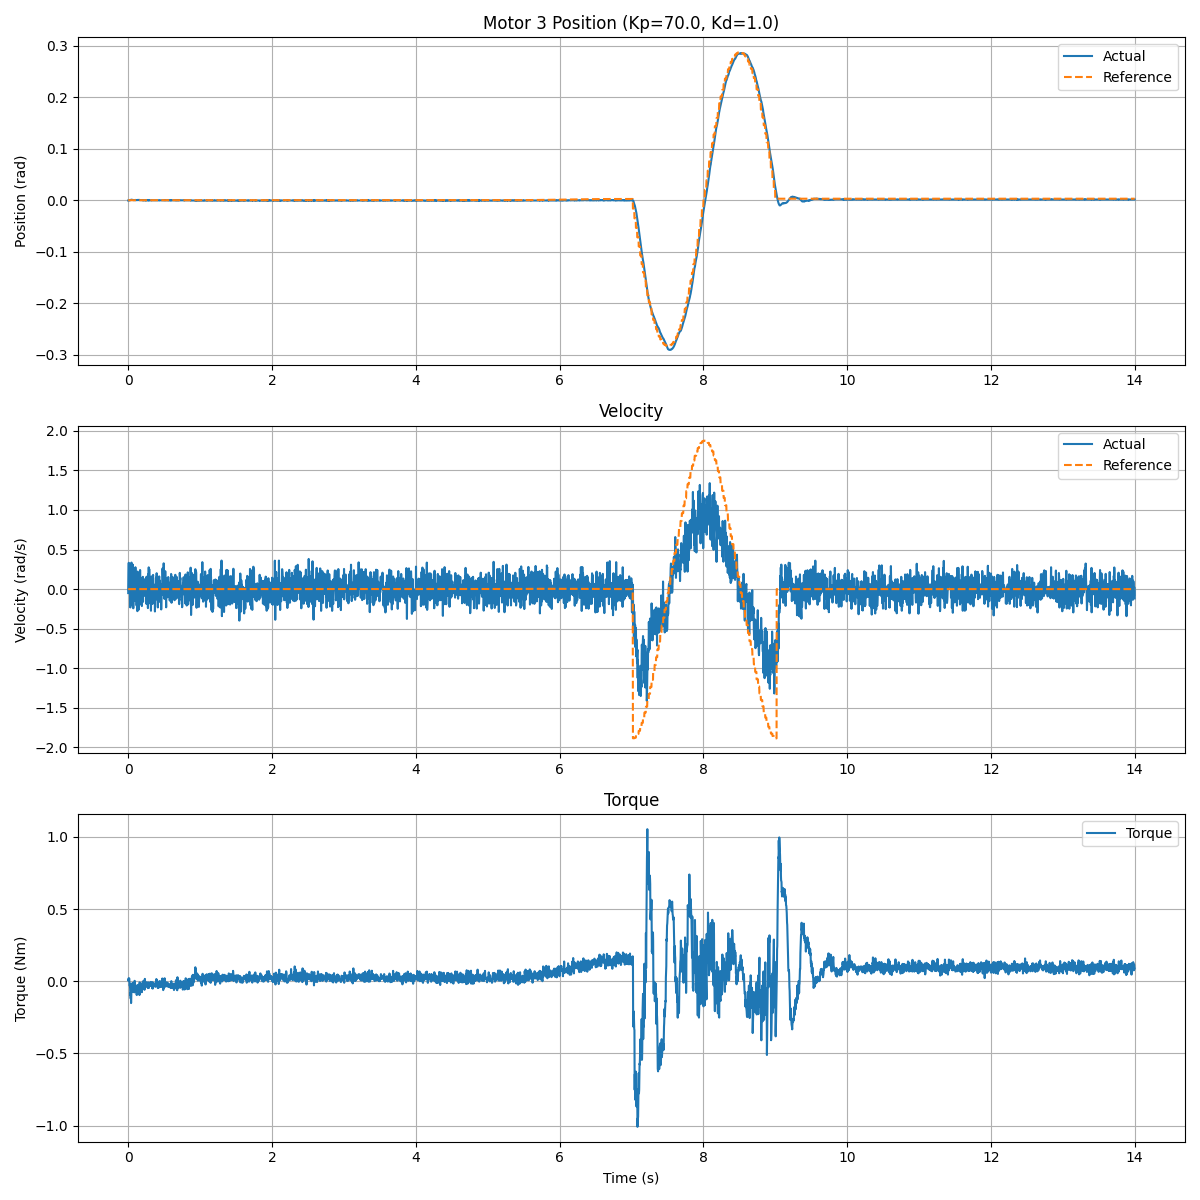 Motor 3 Position (Kp=70.0, Kd=1.0)
0.3
0.2
0.1
0.0
−0.1
−0.2
−0.3
Position (rad)
Actual
Reference
0 2 4 6 8 10 12 14
Velocity
2.0
1.5
1.0
0.5
0.0
−0.5
−1.0
−1.5
−2.0
Velocity (rad/s)
Actual
Reference
0 2 4 6 8 10 12 14
Torque
1.0
0.5
0.0
−0.5
−1.0
Torque (Nm)
Torque
0 2 4 6 8 10 12 14
Time (s)